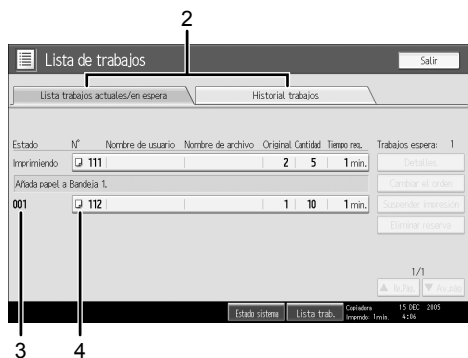 2
Lista de trabajos
Salir
Lista trabajos actuales/en espera
Historial trabajos
Estado N° Nombre de usuario Nombre de archivo Original Cantidad Tiempo req. Trabajos espera: 1
Imprimiendo 111 2 5 1 min. Detalles
Añada papel a Bandeja 1. Cambiar el orden
001 112 1 10 1 min. Suspender impresión
Eliminar reserva
1/1
▲ Re.Pág. ▼ Av.pág.
Estado sistema Lista trab. Copiadora 15 DEC 2005
Imprndo: 1min. 4:06
3 4